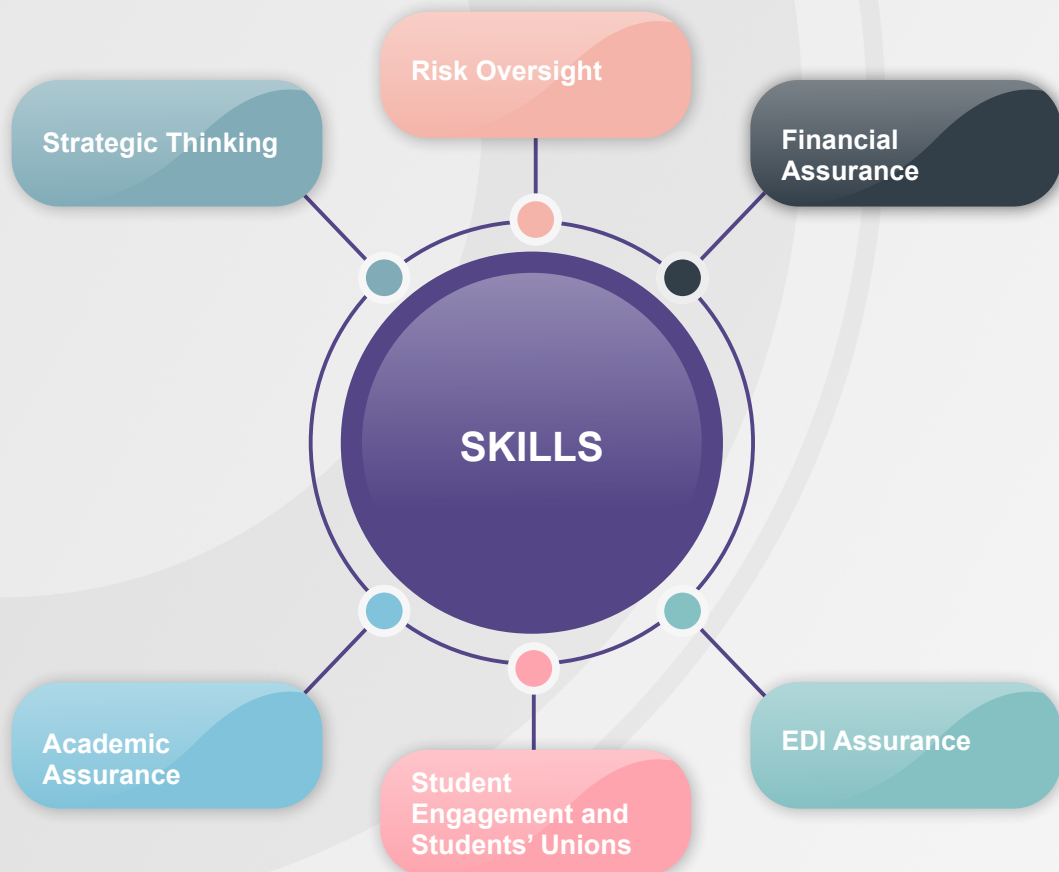 Risk Oversight
Strategic Thinking
Financial
Assurance
SKILLS
Academic
Assurance
EDI Assurance
Student
Engagement and
Students’ Unions